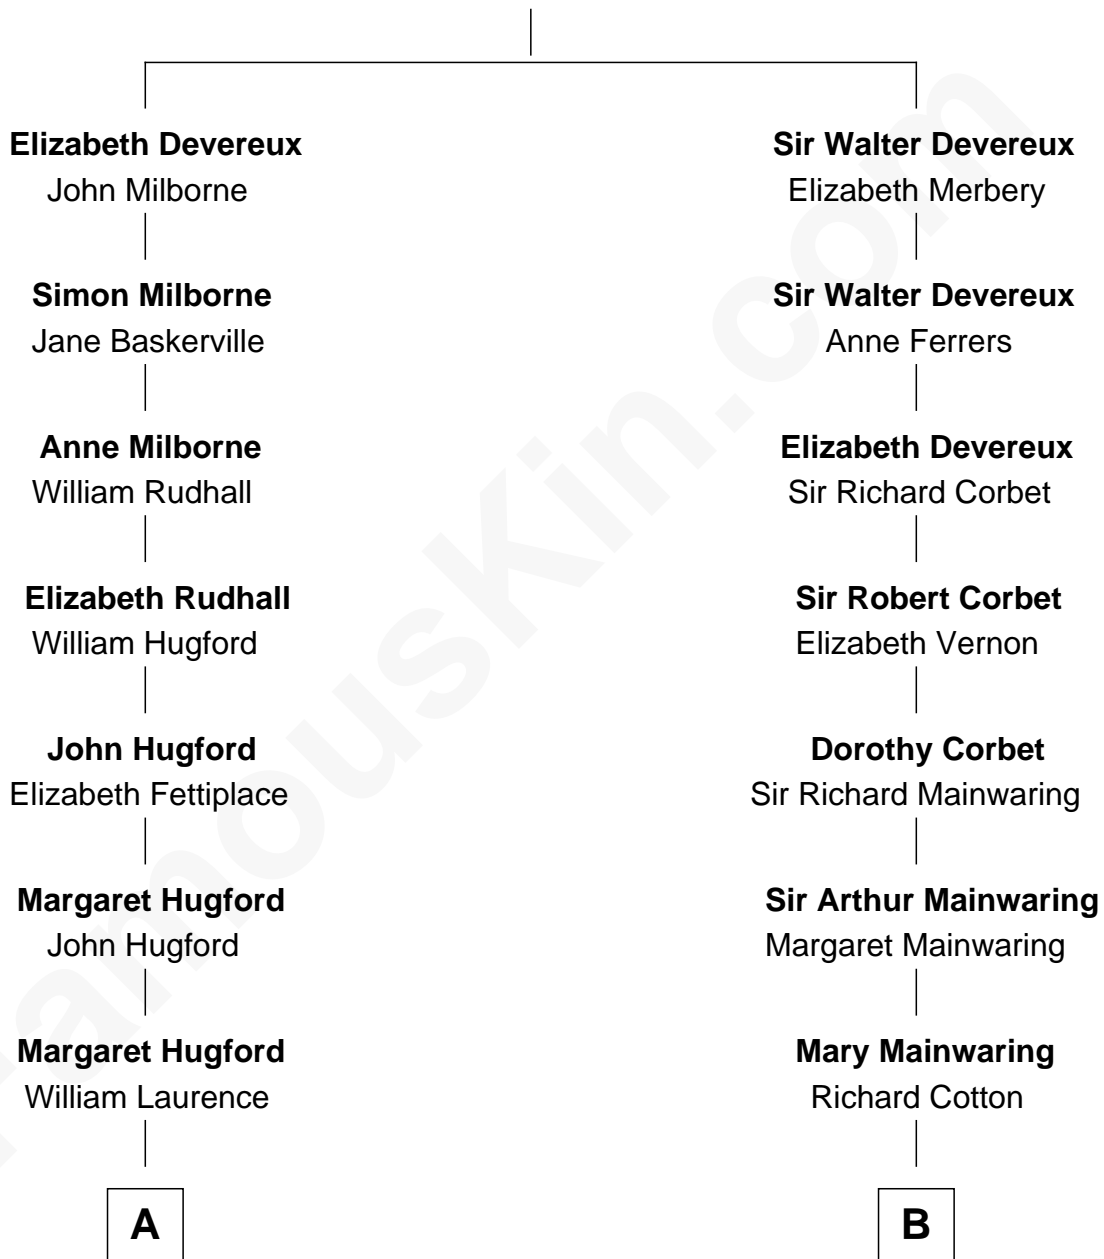 Elizabeth Devereux
John Milborne
Simon Milborne
Jane Baskerville
Anne Milborne
William Rudhall
Elizabeth Rudhall
William Hugford
John Hugford
Elizabeth Fettiplace
Margaret Hugford
John Hugford
Margaret Hugford
William Laurence
A
Sir Walter Devereux
Elizabeth Merbery
Sir Walter Devereux
Anne Ferrers
Elizabeth Devereux
Sir Richard Corbet
Sir Robert Corbet
Elizabeth Vernon
Dorothy Corbet
Sir Richard Mainwaring
Sir Arthur Mainwaring
Margaret Mainwaring
Mary Mainwaring
Richard Cotton
B
FamousKin.com